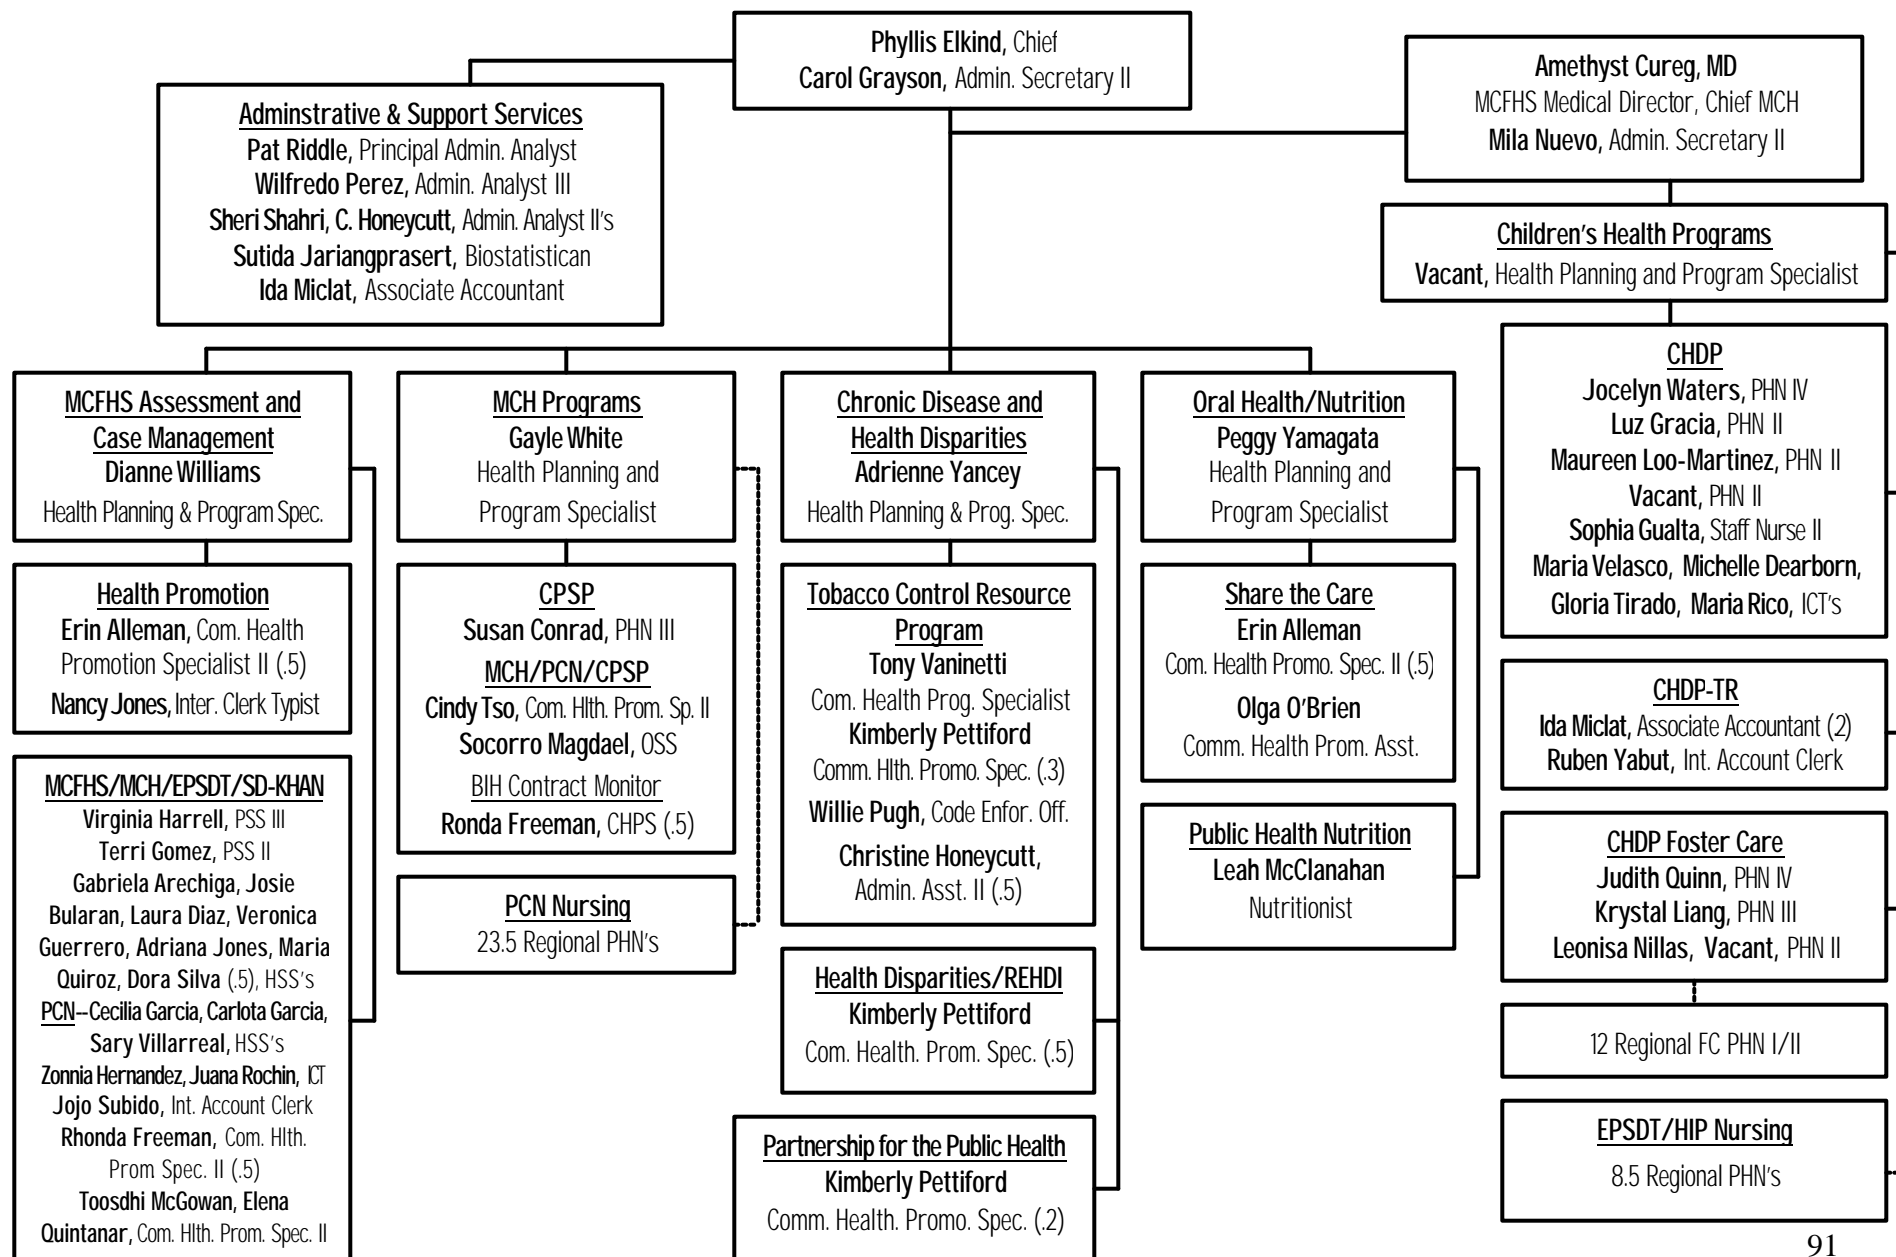 Phyllis Elkind, Chief
Carol Grayson, Admin. Secretary II
Amethyst Cureg, MD
MCFHS Medical Director, Chief MCH
Mila Nuevo, Admin. Secretary II
Adminstrative & Support Services
Pat Riddle, Principal Admin. Analyst
Wilfredo Perez, Admin. Analyst III
Sheri Shahri, C. Honeycutt, Admin. Analyst II's
Sutida Jariangprasert, Biostatistican
Ida Miclat, Associate Accountant
Children's Health Programs
Vacant, Health Planning and Program Specialist
MCFHS Assessment and
Case Management
Dianne Williams
Health Planning & Program Spec.
Health Promotion
Erin Alleman, Com. Health
Promotion Specialist II (.5)
Nancy Jones, Inter. Clerk Typist
MCFHS/MCH/EPSDT/SD-KHAN
Virginia Harrell, PSS III
Terri Gomez, PSS II
Gabriela Arechiga, Josie
Bularan, Laura Diaz, Veronica
Guerrero, Adriana Jones, Maria
Quiroz, Dora Silva (.5), HSS's
PCN--Cecilia Garcia, Carlota Garcia,
Sary Villarreal, HSS's
Zonnia Hernandez, Juana Rochin, ICT
Jojo Subido, Int. Account Clerk
Rhonda Freeman, Com. Hlth.
Prom Spec. II (.5)
Toosdhi McGowan, Elena
Quintanar, Com. Hlth. Prom. Spec. II
MCH Programs
Gayle White
Health Planning and
Program Specialist
CPSP
Susan Conrad, PHN III
MCH/PCN/CPSP
Cindy Tso, Com. Hlth. Prom. Sp. II
Socorro Magdael, OSS
BIH Contract Monitor
Ronda Freeman, CHPS (.5)
PCN Nursing
23.5 Regional PHN's
Chronic Disease and
Health Disparities
Adrienne Yancey
Health Planning & Prog. Spec.
Tobacco Control Resource
Program
Tony Vaninetti
Com. Health Prog. Specialist
Kimberly Pettiford
Comm. Hlth. Promo. Spec. (.3)
Willie Pugh, Code Enfor. Off.
Christine Honeycutt,
Admin. Asst. II (.5)
Health Disparities/REHDI
Kimberly Pettiford
Com. Health. Prom. Spec. (.5)
Partnership for the Public Health
Kimberly Pettiford
Comm. Health. Promo. Spec. (.2)
Oral Health/Nutrition
Peggy Yamagata
Health Planning and
Program Specialist
Share the Care
Erin Alleman
Com. Health Promo. Spec. II (.5)
Olga O'Brien
Comm. Health Prom. Asst.
Public Health Nutrition
Leah McClanahan
Nutritionist
CHDP
Jocelyn Waters, PHN IV
Luz Gracia, PHN II
Maureen Loo-Martinez, PHN II
Vacant, PHN II
Sophia Gualta, Staff Nurse II
Maria Velasco, Michelle Dearborn,
Gloria Tirado, Maria Rico, ICT's
CHDP-TR
Ida Miclat, Associate Accountant (2)
Ruben Yabut, Int. Account Clerk
CHDP Foster Care
Judith Quinn, PHN IV
Krystal Liang, PHN III
Leonisa Nillas, Vacant, PHN II
12 Regional FC PHN I/II
EPSDT/HIP Nursing
8.5 Regional PHN's
91